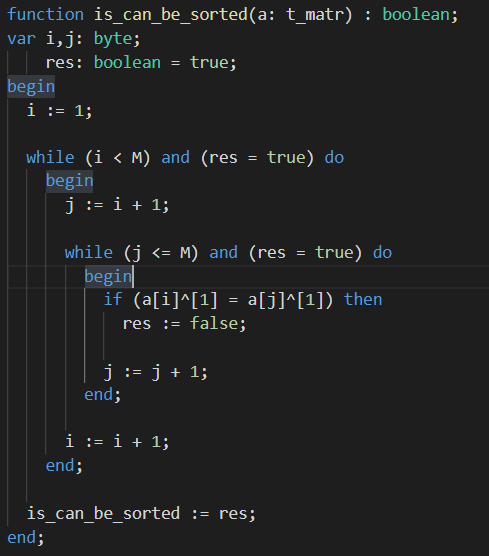 function is_can_be_sorted(a: t_matr) : boolean;
var i,j: byte;
    res: boolean = true;
begin
  i := 1;

  while (i < M) and (res = true) do
    begin
      j := i + 1;

      while (j <= M) and (res = true) do
        begin
          if (a[i]^[1] = a[j]^[1]) then
            res := false;

          j := j + 1;
        end;

      i := i + 1;
    end;

  is_can_be_sorted := res;
end;